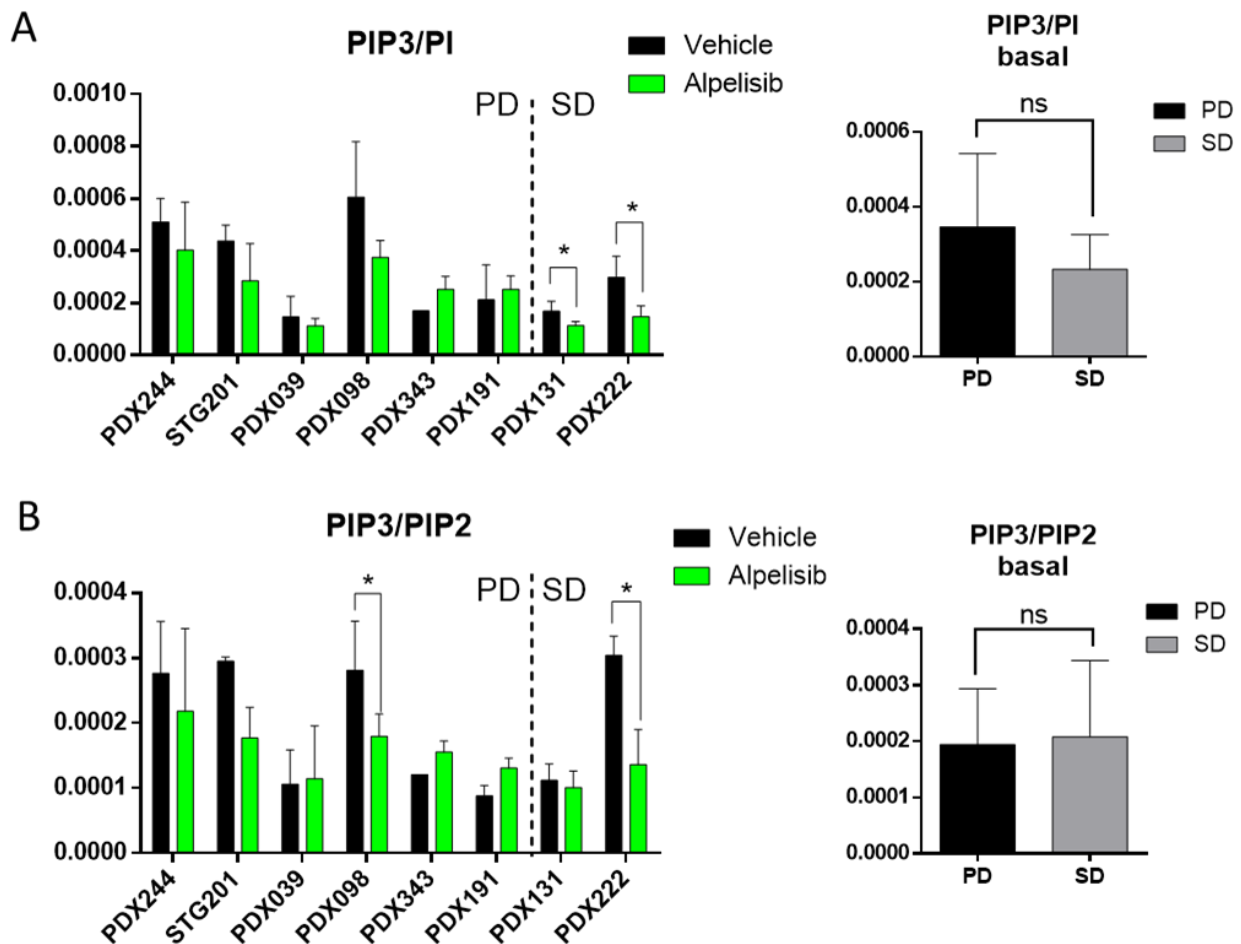 A
PIP3/PI
Vehicle
Alpelisib
PD
SD
0.0010
0.0008
0.0006
0.0004
0.0002
0.0000
*
*
PDX244
STG201
PDX039
PDX098
PDX343
PDX191
PDX131
PDX222
PIP3/PI
basal
PD
SD
ns
0.0006
0.0004
0.0002
0.0000
PD
SD
B
PIP3/PIP2
Vehicle
Alpelisib
PD
SD
0.0004
0.0003
0.0002
0.0001
0.0000
*
*
PDX244
STG201
PDX039
PDX098
PDX343
PDX191
PDX131
PDX222
PIP3/PIP2
basal
PD
SD
ns
0.0004
0.0003
0.0002
0.0001
0.0000
PD
SD